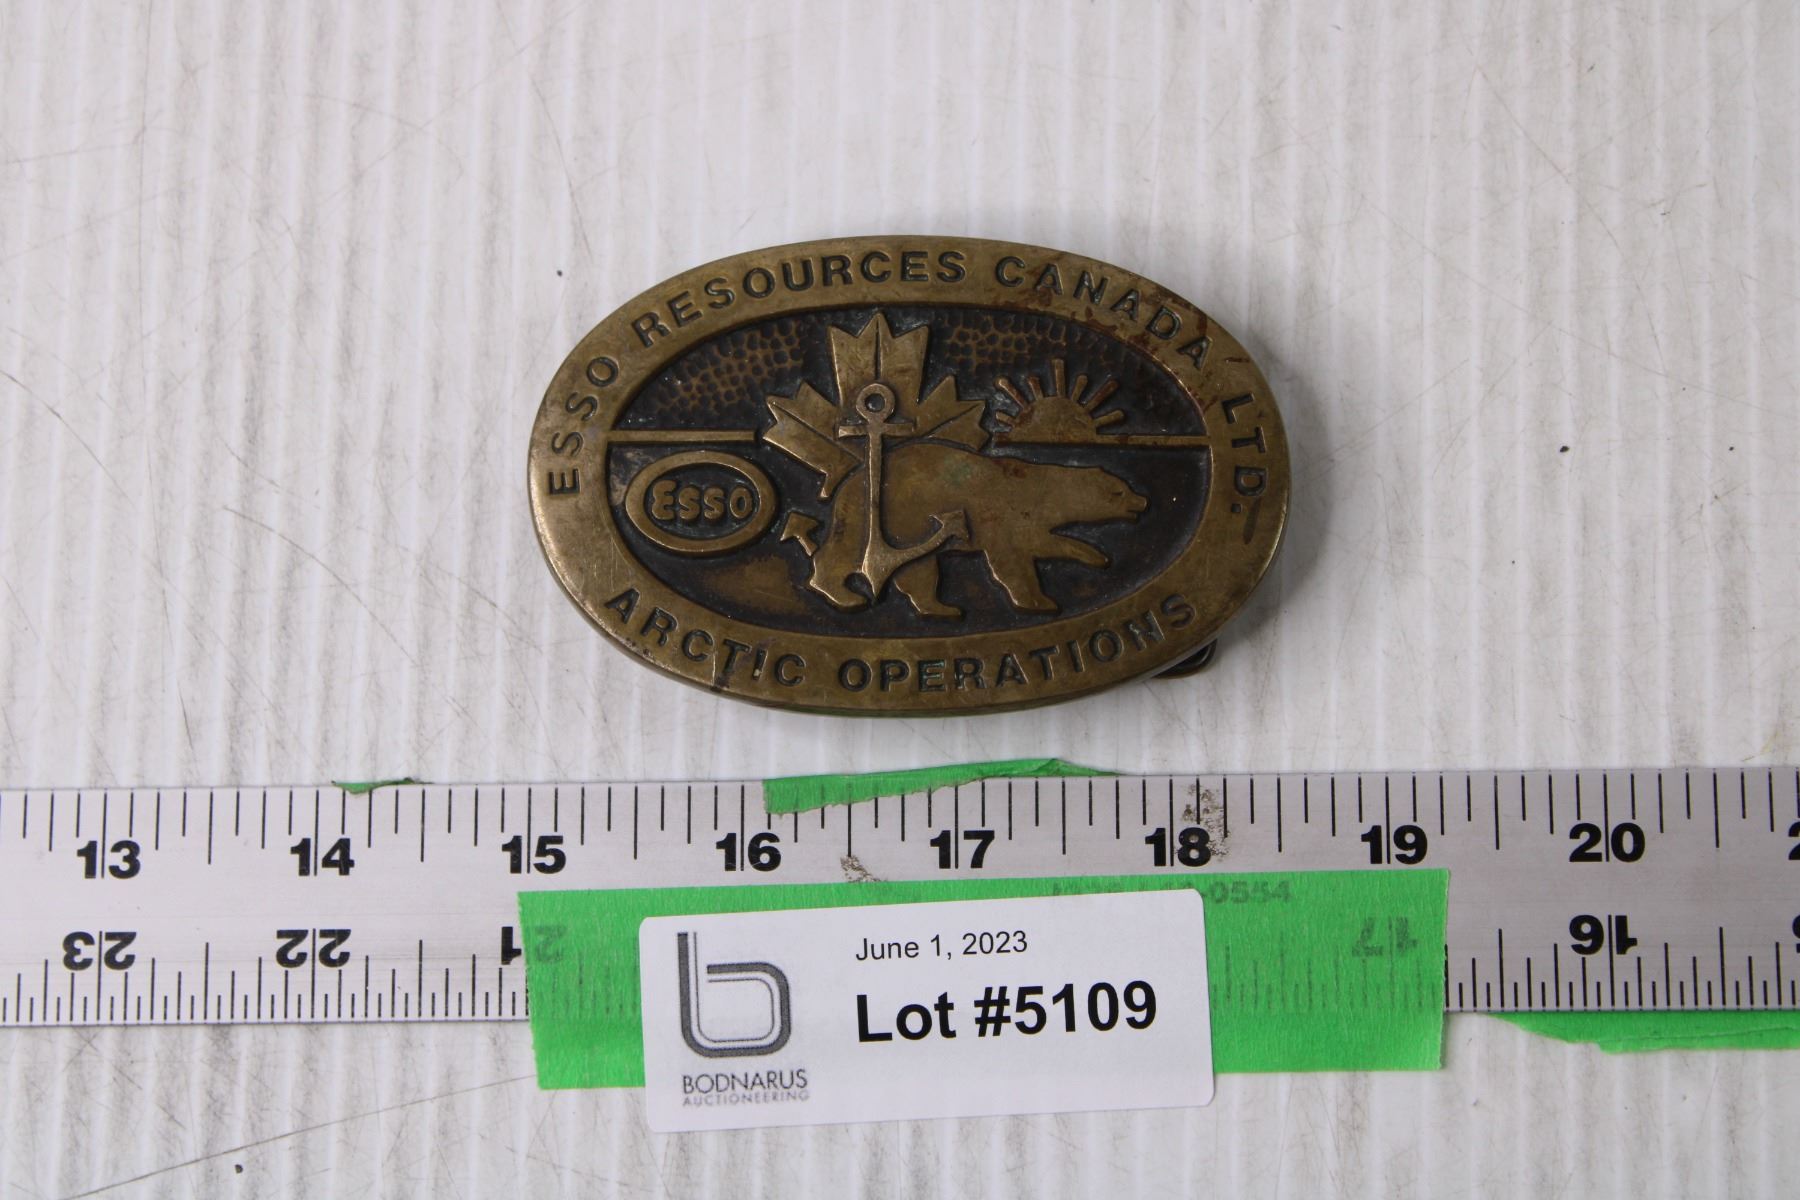 ESSO RESOURCES CANADA LTD.
ESSO
ARCTIC OPERATIONS
13 14 15 16 17 18 19 20
23 22 21 17 16
June 1, 2023
Lot #5109
BODNARUS
AUCTIONEERING